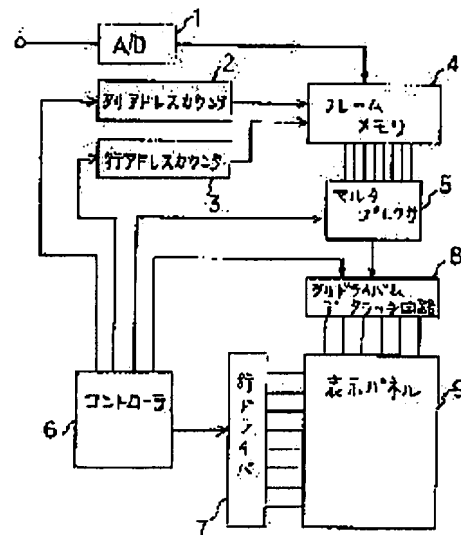 1
A/D
2
列アドレスカウンタ
4
フレーム
メモリ
行アドレスカウンタ
3
5
マルチ
プレクサ
8
列ドライバ
ラッチ回路
6
コントローラ
行ドライバ
7
表示パネル
9